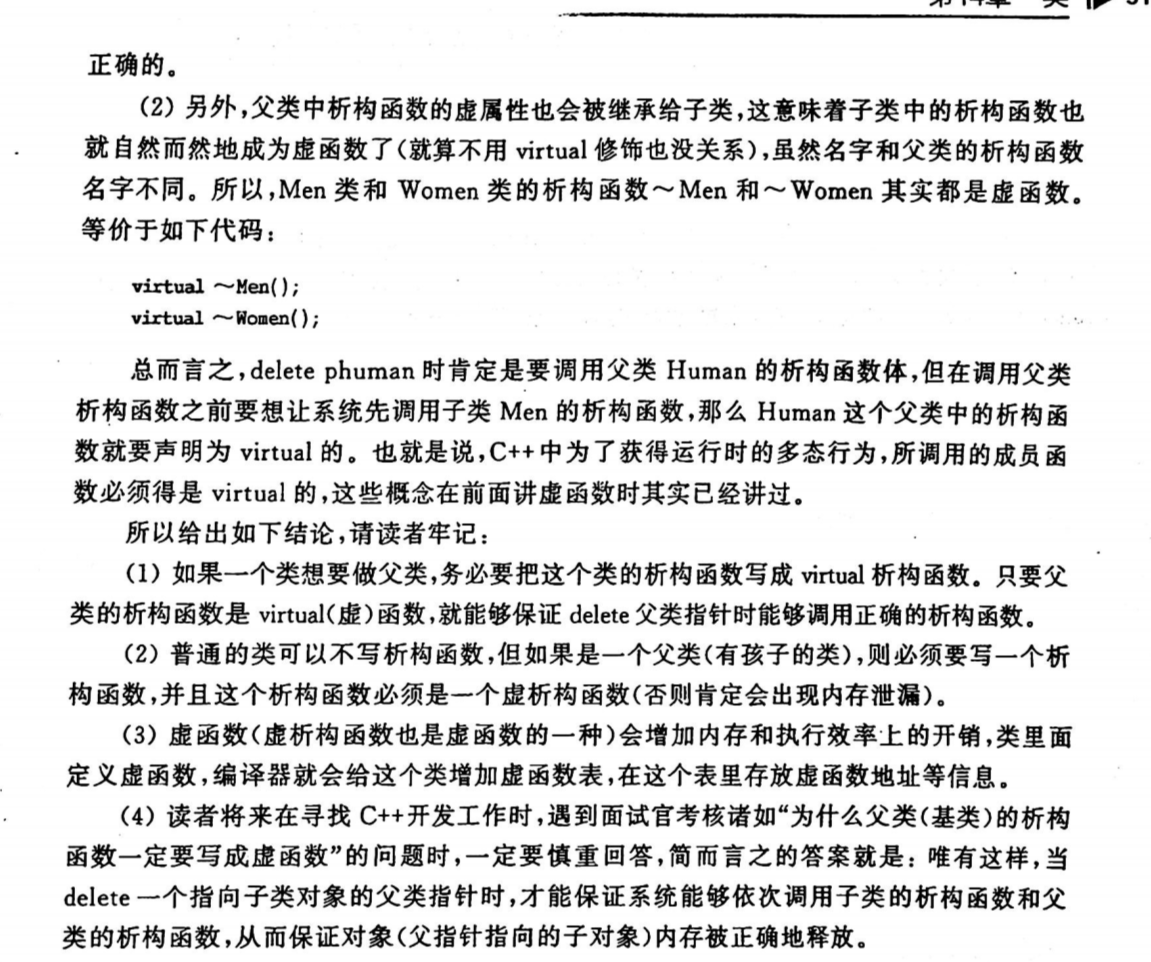 正确的。
(2) 另外,父类中析构函数的虚属性也会被继承给子类,这意味着子类中的析构函数也
就自然而然地成为虚函数了(就算不用 virtual 修饰也没关系),虽然名字和父类的析构函数
名字不同。所以,Men 类和 Women 类的析构函数～Men 和～Women 其实都是虚函数。
等价于如下代码:
virtual ～Men();
virtual ～Women();
总而言之,delete phuman 时肯定是要调用父类 Human 的析构函数体,但在调用父类
析构函数之前要想让系统先调用子类 Men 的析构函数,那么 Human 这个父类中的析构函
数就要声明为 virtual 的。也就是说,C++中为了获得运行时的多态行为,所调用的成员函
数必须得是 virtual 的,这些概念在前面讲虚函数时其实已经讲过。
所以给出如下结论,请读者牢记:
(1) 如果一个类想要做父类,务必要把这个类的析构函数写成 virtual 析构函数。只要父
类的析构函数是 virtual(虚)函数,就能够保证 delete 父类指针时能够调用正确的析构函数。
(2) 普通的类可以不写析构函数,但如果是一个父类(有孩子的类),则必须要写一个析
构函数,并且这个析构函数必须是一个虚析构函数(否则肯定会出现内存泄漏)。
(3) 虚函数(虚析构函数也是虚函数的一种)会增加内存和执行效率上的开销,类里面
定义虚函数,编译器就会给这个类增加虚函数表,在这个表里存放虚函数地址等信息。
(4) 读者将来在寻找 C++开发工作时,遇到面试官考核诸如“为什么父类(基类)的析构
函数一定要写成虚函数”的问题时,一定要慎重回答,简而言之的答案就是: 唯有这样,当
delete 一个指向子类对象的父类指针时,才能保证系统能够依次调用子类的析构函数和父
类的析构函数,从而保证对象(父指针指向的子对象)内存被正确地释放。